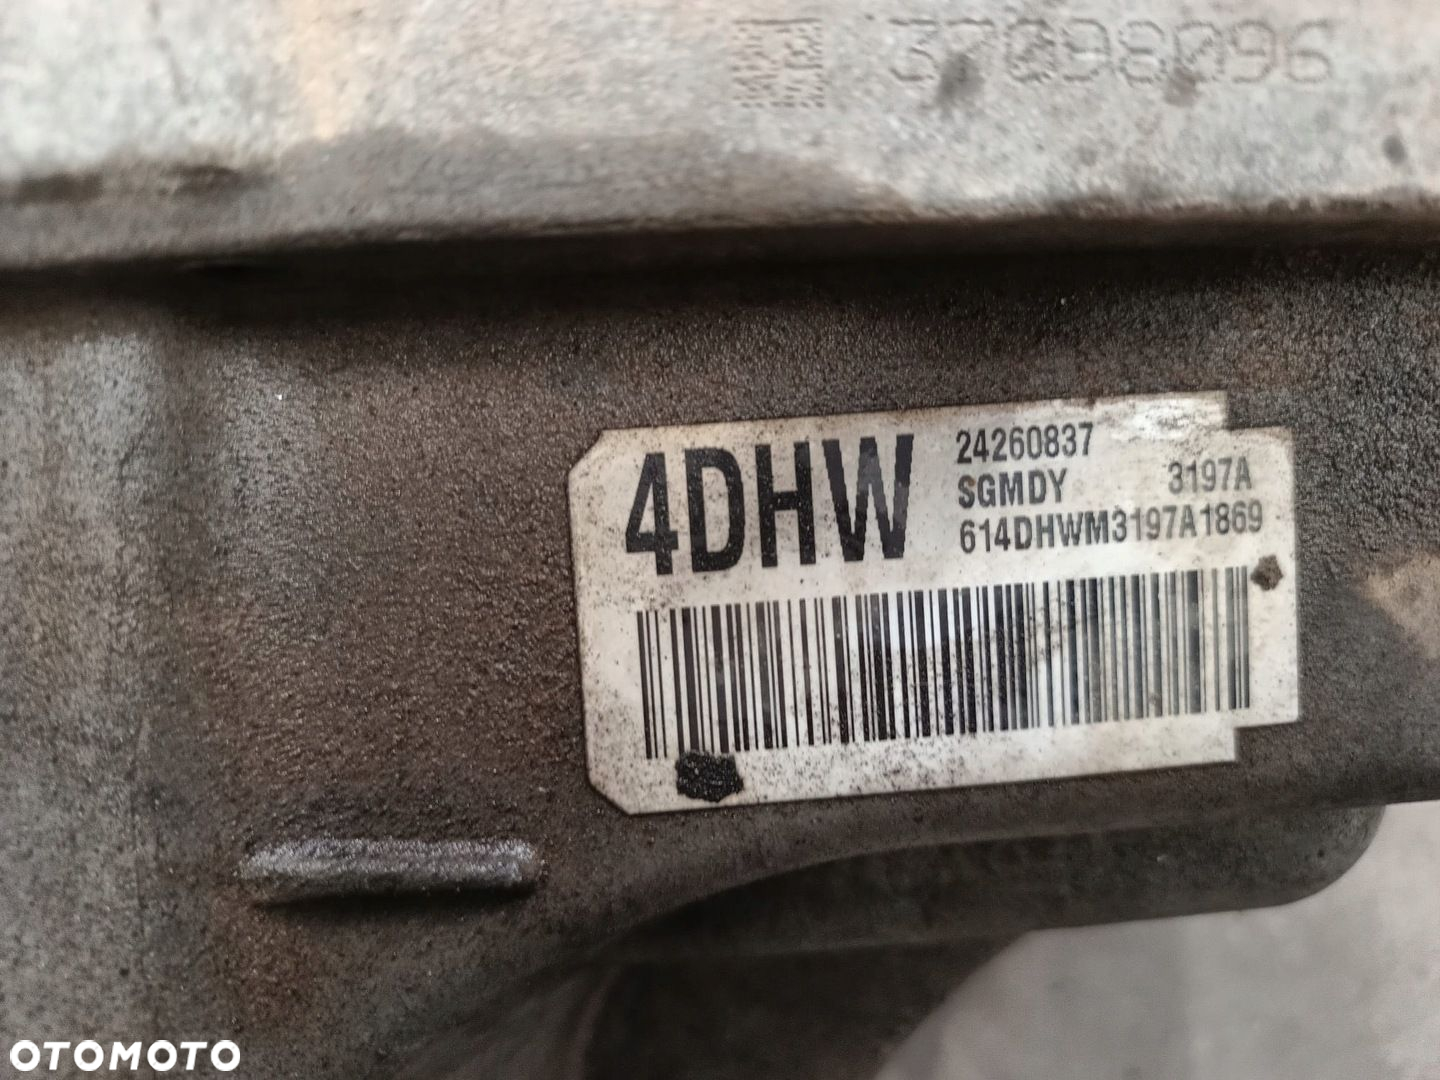 37098096
4DHW
24260837
SGMDY 3197A
614DHWM3197A1869
OTOMOTO